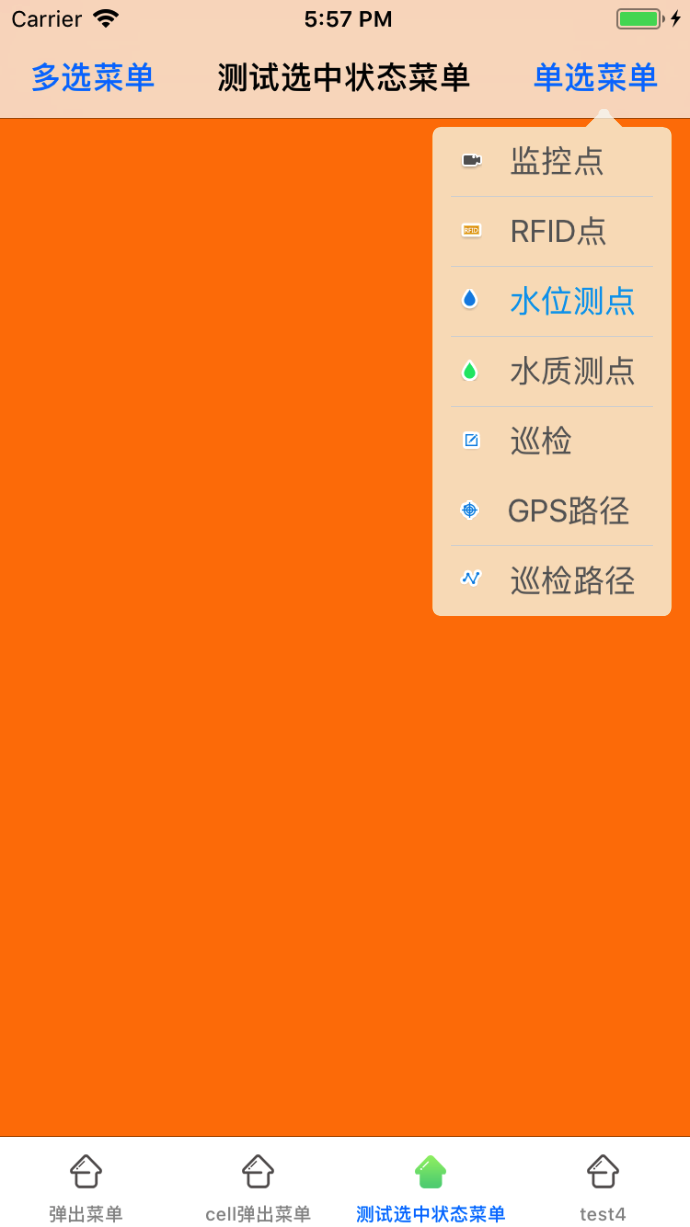 Carrier 5:57 PM
多选菜单 测试选中状态菜单 单选菜单
监控点
RFID RFID点
水位测点
水质测点
巡检
GPS路径
巡检路径
弹出菜单 cell弹出菜单 测试选中状态菜单 test4